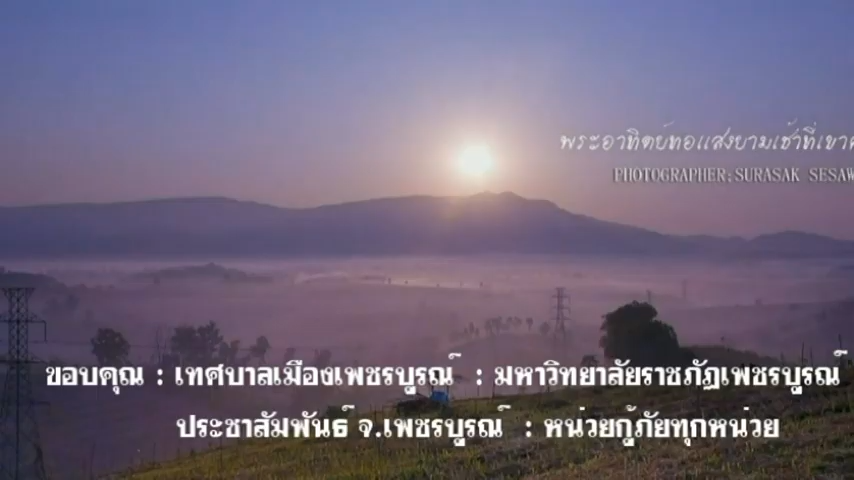 พระอาทิตย์ทอแสงยามเช้าที่เขา
PHOTOGRAPHER:SURASAK SESAW
ขอบคุณ : เทศบาลเมืองเพชรบูรณ์ : มหาวิทยาลัยราชภัฏเพชรบูรณ์
ประชาสัมพันธ์ จ.เพชรบูรณ์ : หน่วยกู้ภัยทุกหน่วย